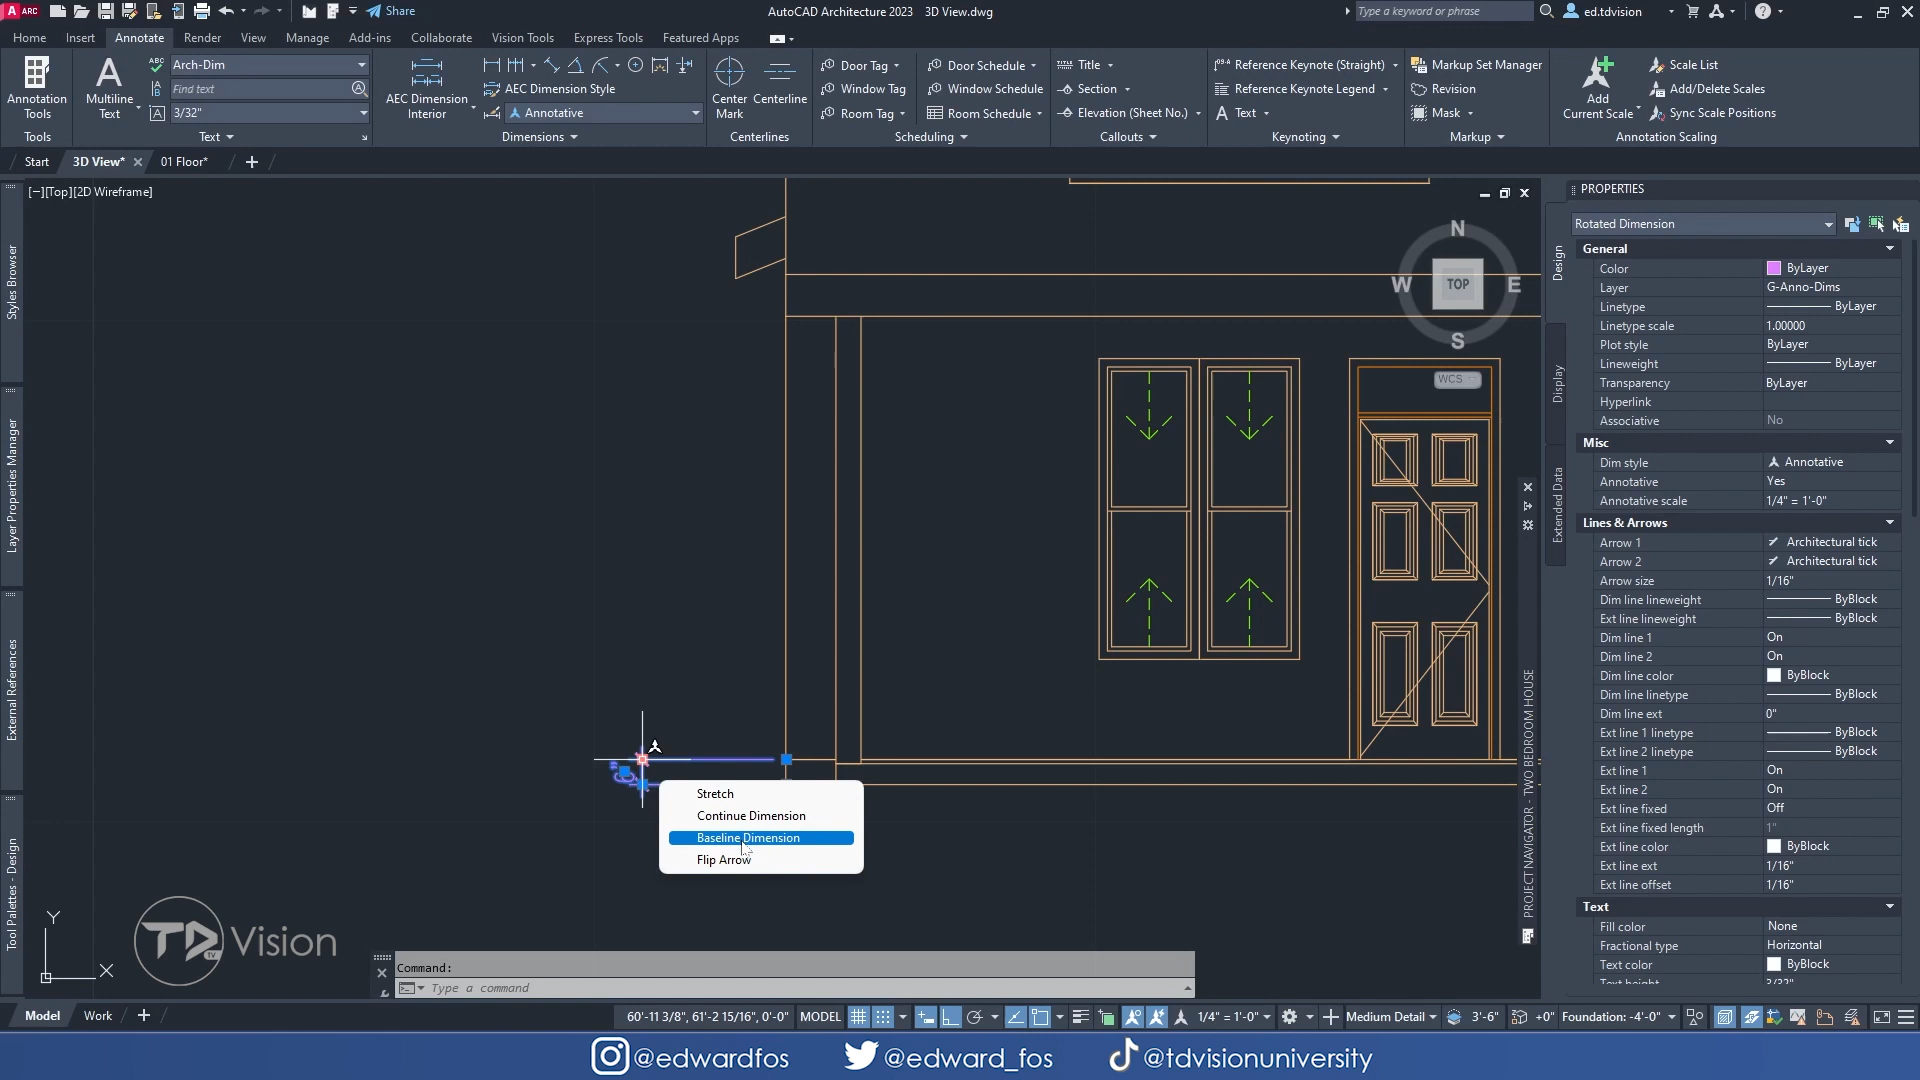 A ARC
Share
AutoCAD Architecture 2023 3D View.dwg
Type a keyword or phrase
ed.tdvision
Home Insert Annotate Render View Manage Add-ins Collaborate Vision Tools Express Tools Featured Apps
Annotation Tools
Tools
Multiline Text
ABC
Arch-Dim
Find text
3/32"
Text
AEC Dimension Interior
AEC Dimension Style
Annotative
Dimensions
Center Mark
Centerline
Centerlines
Door Tag
Window Tag
Room Tag
Door Schedule
Window Schedule
Room Schedule
Scheduling
Title
Section
Elevation (Sheet No.)
Callouts
Reference Keynote (Straight)
Reference Keynote Legend
Text
Keynoting
Markup Set Manager
Revision
Mask
Markup
Add Current Scale
Scale List
Add/Delete Scales
Sync Scale Positions
Annotation Scaling
Start 3D View* 01 Floor*
[−][Top][2D Wireframe]
Styles Browser
Layer Properties Manager
External References
Tool Palettes - Design
N
W TOP E
S
WCS
6"
Stretch
Continue Dimension
Baseline Dimension
Flip Arrow
Y
X
TD TV Vision
Command:
Type a command
PROJECT NAVIGATOR - TWO BEDROOM HOUSE
Design
Display
Extended Data
PROPERTIES
Rotated Dimension
General
Color ByLayer
Layer G-Anno-Dims
Linetype ByLayer
Linetype scale 1.00000
Plot style ByLayer
Lineweight ByLayer
Transparency ByLayer
Hyperlink
Associative No
Misc
Dim style Annotative
Annotative Yes
Annotative scale 1/4" = 1'-0"
Lines & Arrows
Arrow 1 Architectural tick
Arrow 2 Architectural tick
Arrow size 1/16"
Dim line lineweight ByBlock
Ext line lineweight ByBlock
Dim line 1 On
Dim line 2 On
Dim line color ByBlock
Dim line linetype ByBlock
Dim line ext 0"
Ext line 1 linetype ByBlock
Ext line 2 linetype ByBlock
Ext line 1 On
Ext line 2 On
Ext line fixed Off
Ext line fixed length 1"
Ext line color ByBlock
Ext line ext 1/16"
Ext line offset 1/16"
Text
Fill color None
Fractional type Horizontal
Text color ByBlock
Text height 3/32"
Model Work
60'-11 3/8", 61'-2 15/16", 0'-0" MODEL 1/4" = 1'-0" Medium Detail 3'-6" +0" Foundation: -4'-0"
@edwardfos @edward_fos @tdvisionuniversity